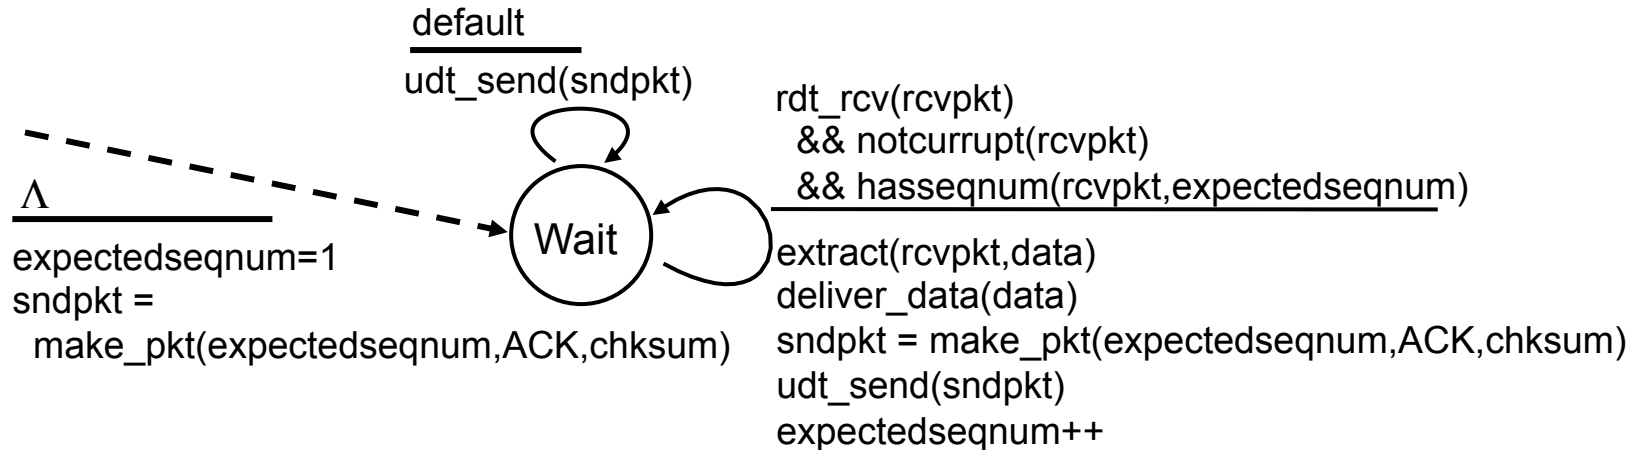 default
udt_send(sndpkt)
rdt_rcv(rcvpkt)
&& notcurrupt(rcvpkt)
&& hasseqnum(rcvpkt,expectedseqnum)
Λ
expectedseqnum=1
sndpkt =
make_pkt(expectedseqnum,ACK,chksum)
Wait
extract(rcvpkt,data)
deliver_data(data)
sndpkt = make_pkt(expectedseqnum,ACK,chksum)
udt_send(sndpkt)
expectedseqnum++